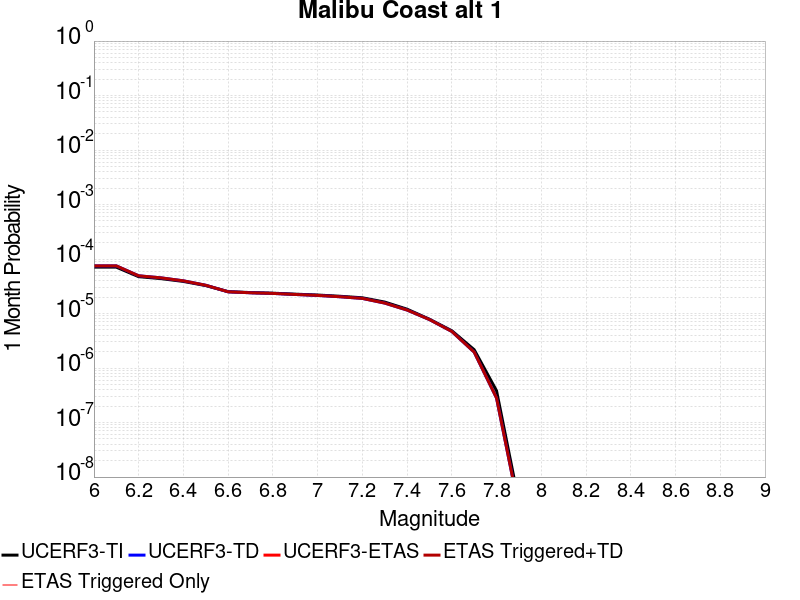 Malibu Coast alt 1
10^0
10^-1
10^-2
10^-3
10^-4
10^-5
10^-6
10^-7
10^-8
1 Month Probability
6 6.2 6.4 6.6 6.8 7 7.2 7.4 7.6 7.8 8 8.2 8.4 8.6 8.8 9
Magnitude
UCERF3-TI UCERF3-TD UCERF3-ETAS ETAS Triggered+TD
ETAS Triggered Only